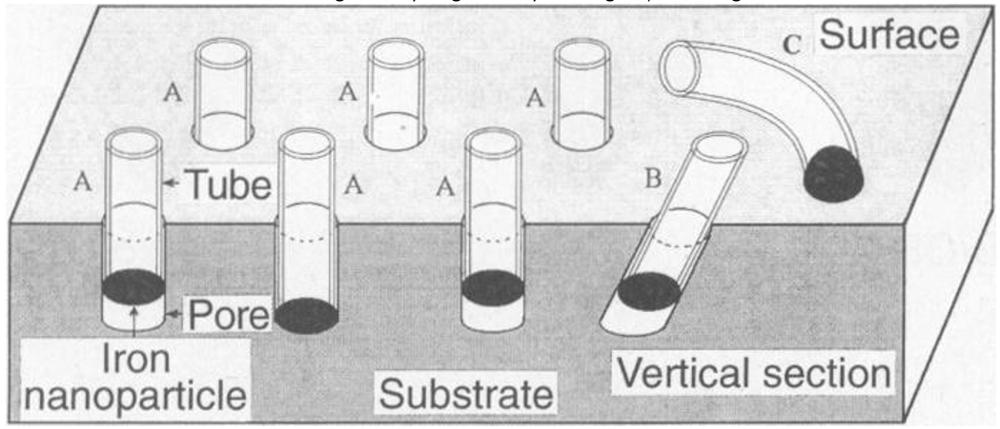 C Surface
A
A
A
A
Tube
A
A
B
Pore
Iron
nanoparticle
Substrate
Vertical section